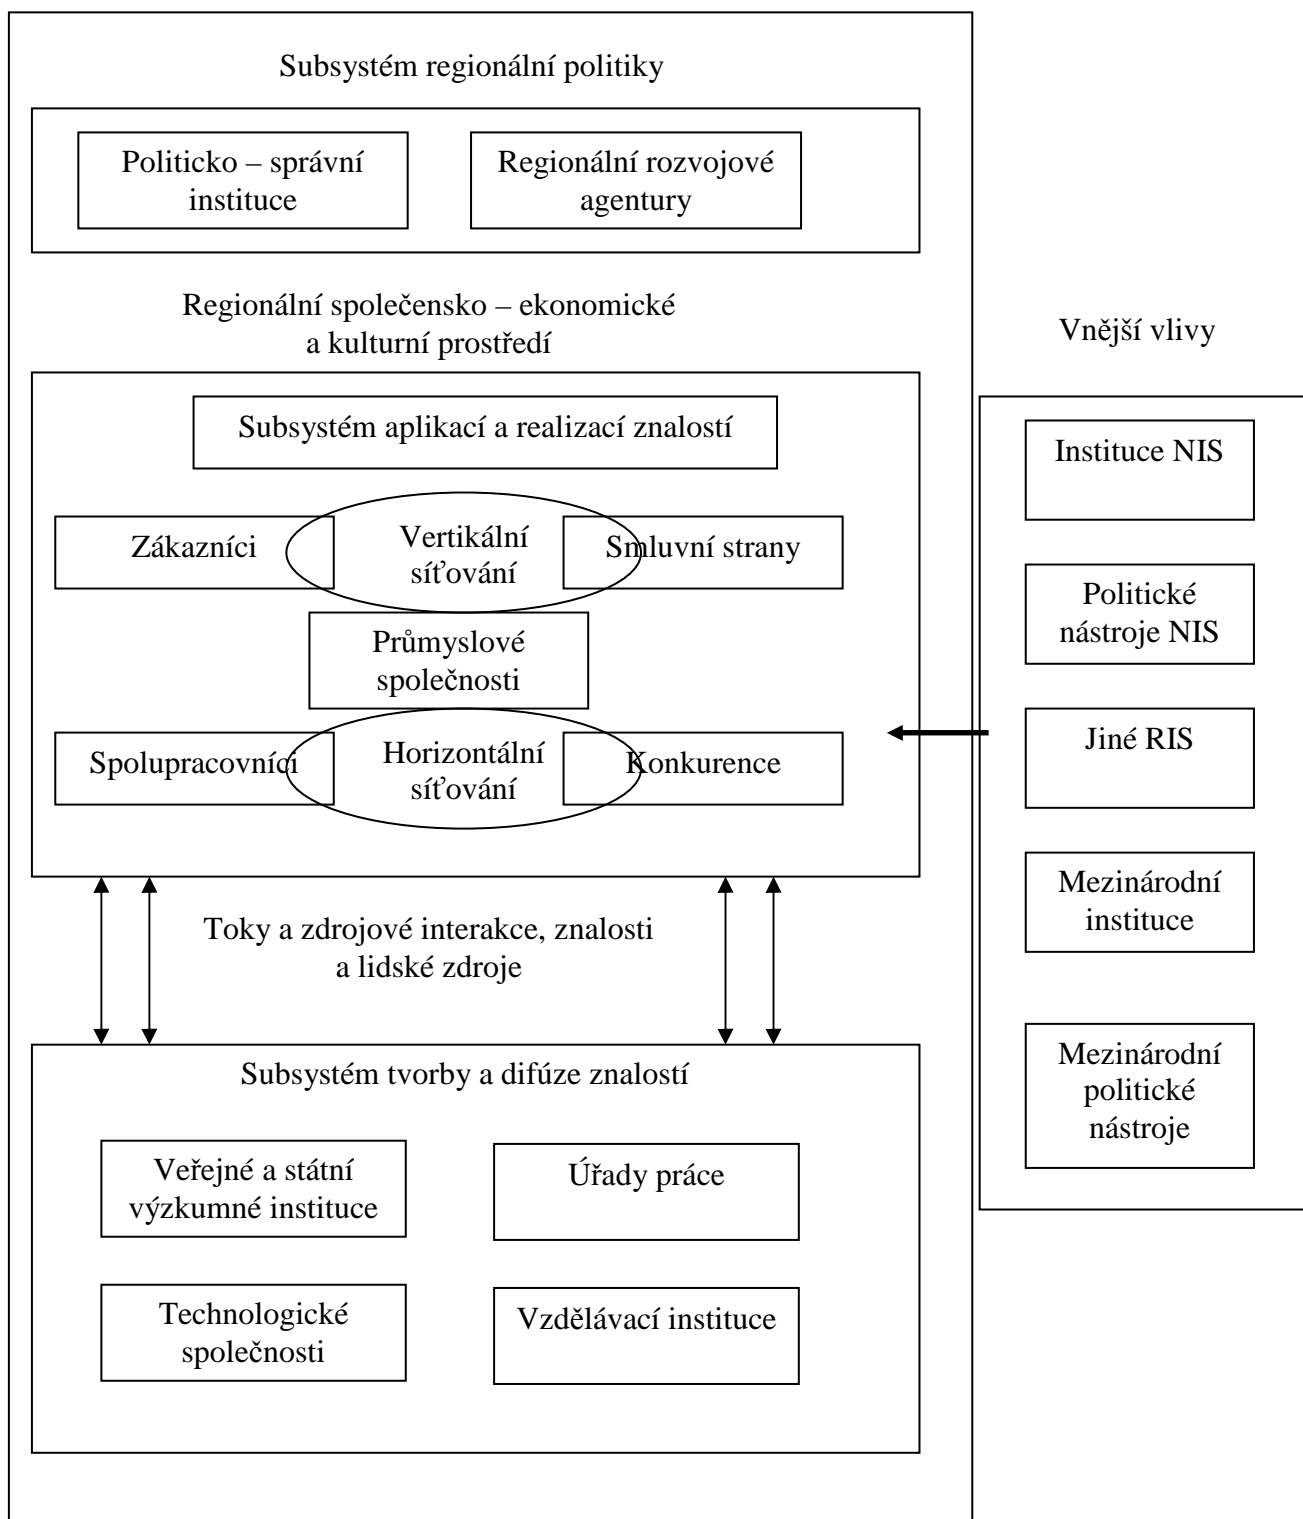 Subsystém regionální politiky
Politicko – správní
instituce
Regionální rozvojové
agentury
Regionální společensko – ekonomické
a kulturní prostředí
Subsystém aplikací a realizací znalostí
Zákazníci
Vertikální
síťování
Smluvní strany
Průmyslové
společnosti
Spolupracovníci
Horizontální
síťování
Konkurence
Toky a zdrojové interakce, znalosti
a lidské zdroje
Subsystém tvorby a difúze znalostí
Veřejné a státní
výzkumné instituce
Úřady práce
Technologické
společnosti
Vzdělávací instituce
Vnější vlivy
Instituce NIS
Politické
nástroje NIS
Jiné RIS
Mezinárodní
instituce
Mezinárodní
politické
nástroje